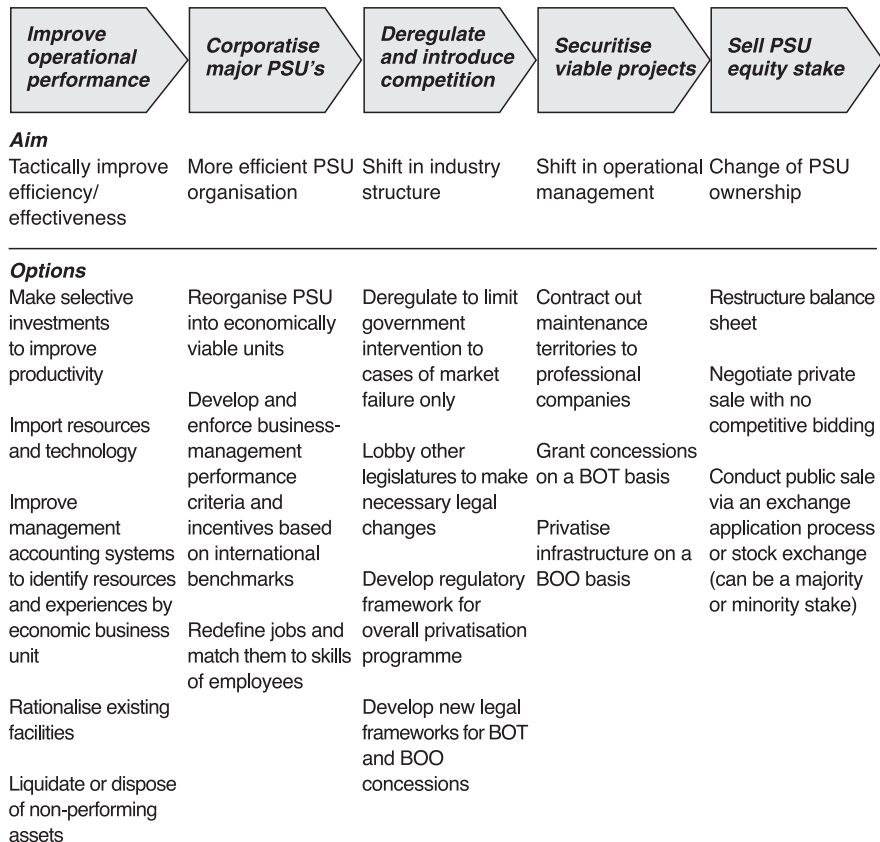 Improve
operational
performance
Corporatise
major PSU's
Deregulate
and introduce
competition
Securitise
viable projects
Sell PSU
equity stake
Aim
Tactically improve
efficiency/
effectiveness
More efficient PSU
organisation
Shift in industry
structure
Shift in operational
management
Change of PSU
ownership
Options
Make selective
investments
to improve
productivity
Import resources
and technology
Improve
management
accounting systems
to identify resources
and experiences by
economic business
unit
Rationalise existing
facilities
Liquidate or dispose
of non-performing
assets
Reorganise PSU
into economically
viable units
Develop and
enforce business-
management
performance
criteria and
incentives based
on international
benchmarks
Redefine jobs and
match them to skills
of employees
Deregulate to limit
government
intervention to
cases of market
failure only
Lobby other
legislatures to make
necessary legal
changes
Develop regulatory
framework for
overall privatisation
programme
Develop new legal
frameworks for BOT
and BOO
concessions
Contract out
maintenance
territories to
professional
companies
Grant concessions
on a BOT basis
Privatise
infrastructure on a
BOO basis
Restructure balance
sheet
Negotiate private
sale with no
competitive bidding
Conduct public sale
via an exchange
application process
or stock exchange
(can be a majority
or minority stake)